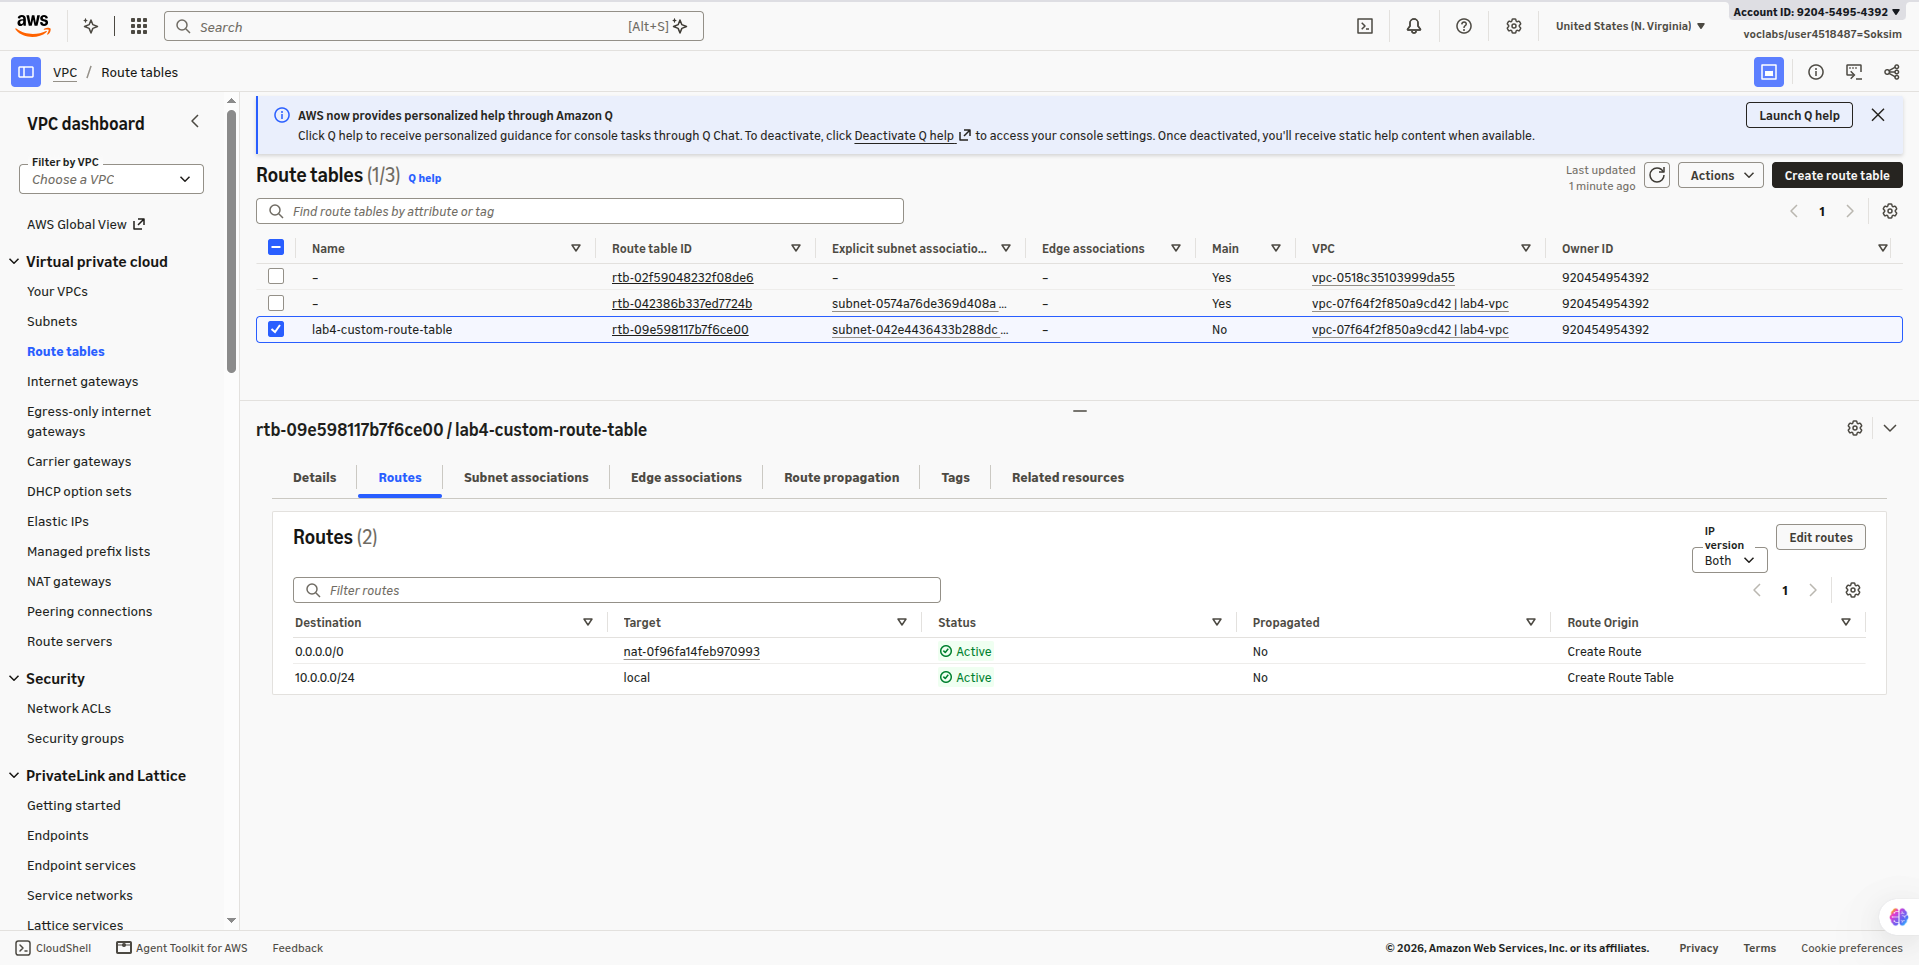 aws
Search [Alt+S]
United States (N. Virginia)
Account ID: 9204-5495-4392
voclabs/user4518487=Soksim
VPC / Route tables
VPC dashboard
Filter by VPC
Choose a VPC
AWS Global View
Virtual private cloud
Your VPCs
Subnets
Route tables
Internet gateways
Egress-only internet
gateways
Carrier gateways
DHCP option sets
Elastic IPs
Managed prefix lists
NAT gateways
Peering connections
Route servers
Security
Network ACLs
Security groups
PrivateLink and Lattice
Getting started
Endpoints
Endpoint services
Service networks
Lattice services
AWS now provides personalized help through Amazon Q
Click Q help to receive personalized guidance for console tasks through Q Chat. To deactivate, click Deactivate Q help to access your console settings. Once deactivated, you'll receive static help content when available.
Launch Q help
Route tables (1/3) Q help
Last updated
1 minute ago
Actions
Create route table
Find route tables by attribute or tag
1
Name Route table ID Explicit subnet associatio... Edge associations Main VPC Owner ID
– rtb-02f59048232f08de6 – – Yes vpc-0518c35103999da55 920454954392
– rtb-042386b337ed7724b subnet-0574a76de369d408a ... – Yes vpc-07f64f2f850a9cd42 | lab4-vpc 920454954392
lab4-custom-route-table rtb-09e598117b7f6ce00 subnet-042e4436433b288dc ... – No vpc-07f64f2f850a9cd42 | lab4-vpc 920454954392
rtb-09e598117b7f6ce00 / lab4-custom-route-table
Details Routes Subnet associations Edge associations Route propagation Tags Related resources
Routes (2)
IP
version
Both
Edit routes
Filter routes
1
Destination Target Status Propagated Route Origin
0.0.0.0/0 nat-0f96fa14feb970993 Active No Create Route
10.0.0.0/24 local Active No Create Route Table
CloudShell Agent Toolkit for AWS Feedback
© 2026, Amazon Web Services, Inc. or its affiliates. Privacy Terms Cookie preferences